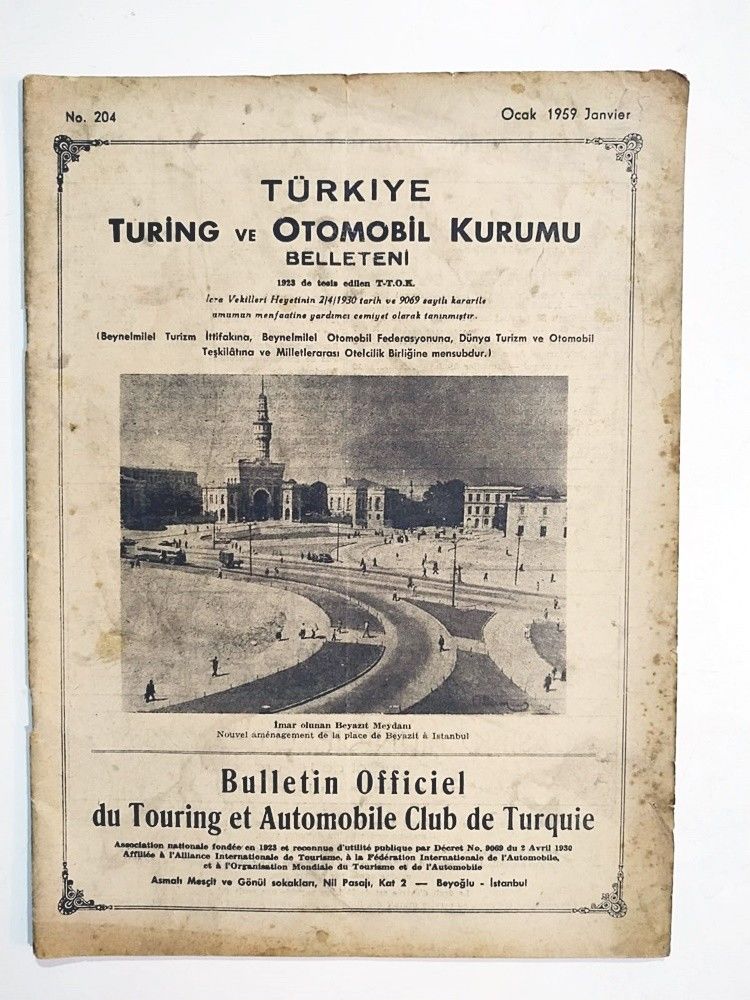 No. 204
Ocak 1959 Janvier
TÜRKİYE
TURİNG VE OTOMOBİL KURUMU
BELLETENİ
1923 de tesis edilen T.T.O.K.
İcra Vekilleri Heyetinin 2/4/1930 tarih ve 9069 sayılı kararile
umumun menfaatine yardımcı cemiyet olarak tanınmıştır.
(Beynelmilel Turizm İttifakına, Beynelmilel Otomobil Federasyonuna, Dünya Turizm ve Otomobil
Teşkilâtına ve Milletlerarası Otelcilik Birliğine mensubdur.)
İmar olunan Beyazıt Meydanı
Nouvel aménagement de la place de Beyazit à Istanbul
Bulletin Officiel
du Touring et Automobile Club de Turquie
Association nationale fondée en 1923 et reconnue d'utilité publique par Décret No. 9069 du 2 Avril 1930
Affiliée à l'Alliance Internationale de Tourisme, à la Fédération Internationale de l'Automobile,
et à l'Organisation Mondiale du Tourisme et de l'Automobile
Asmalı Mesçit ve Gönül sokakları, Nil Pasajı, Kat 2 — Beyoğlu - İstanbul